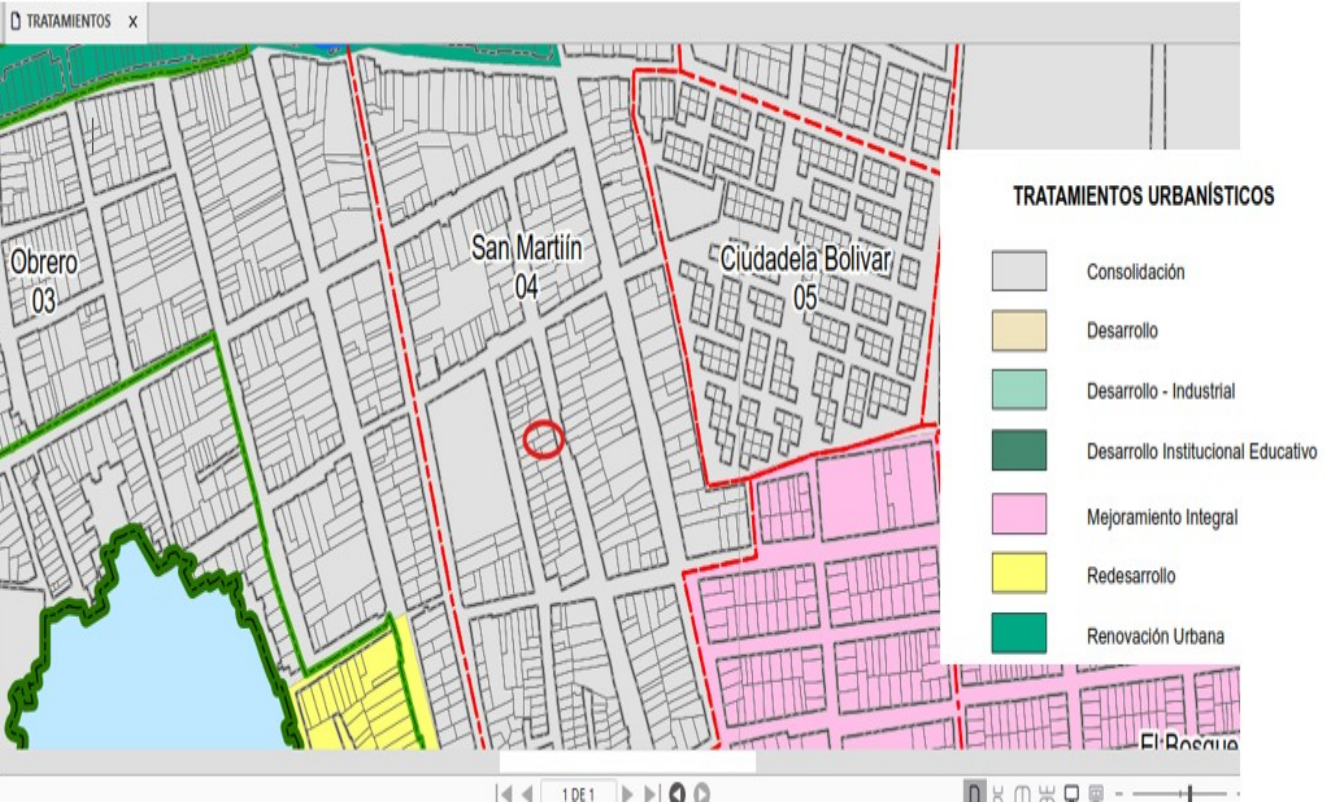 TRATAMIENTOS X
Obrero
03
San Martiín
04
Ciudadela Bolivar
05
El Bosque
TRATAMIENTOS URBANÍSTICOS
Consolidación
Desarrollo
Desarrollo - Industrial
Desarrollo Institucional Educativo
Mejoramiento Integral
Redesarrollo
Renovación Urbana
1 DE 1